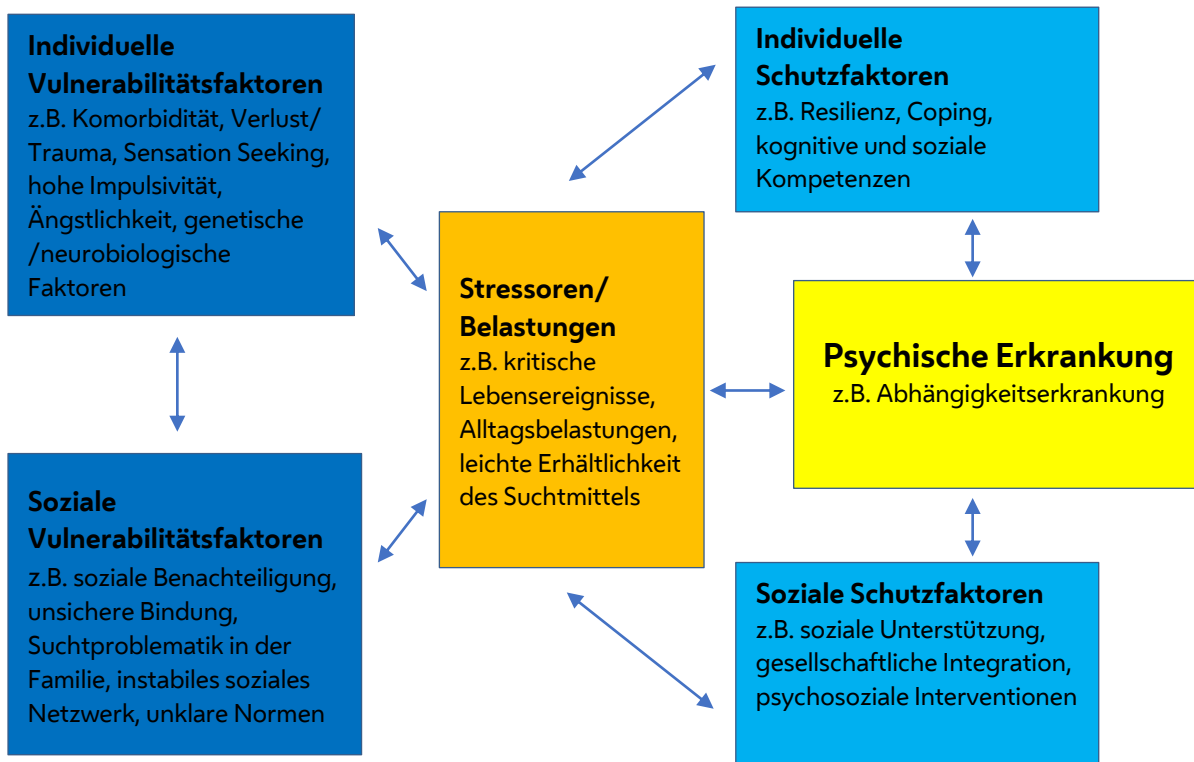 Individuelle
Vulnerabilitätsfaktoren
z.B. Komorbidität, Verlust/
Trauma, Sensation Seeking,
hohe Impulsivität,
Ängstlichkeit, genetische
/neurobiologische
Faktoren
Soziale
Vulnerabilitätsfaktoren
z.B. soziale Benachteiligung,
unsichere Bindung,
Suchtproblematik in der
Familie, instabiles soziales
Netzwerk, unklare Normen
Stressoren/
Belastungen
z.B. kritische
Lebensereignisse,
Alltagsbelastungen,
leichte Erhältlichkeit
des Suchtmittels
Individuelle
Schutzfaktoren
z.B. Resilienz, Coping,
kognitive und soziale
Kompetenzen
Psychische Erkrankung
z.B. Abhängigkeitserkrankung
Soziale Schutzfaktoren
z.B. soziale Unterstützung,
gesellschaftliche Integration,
psychosoziale Interventionen